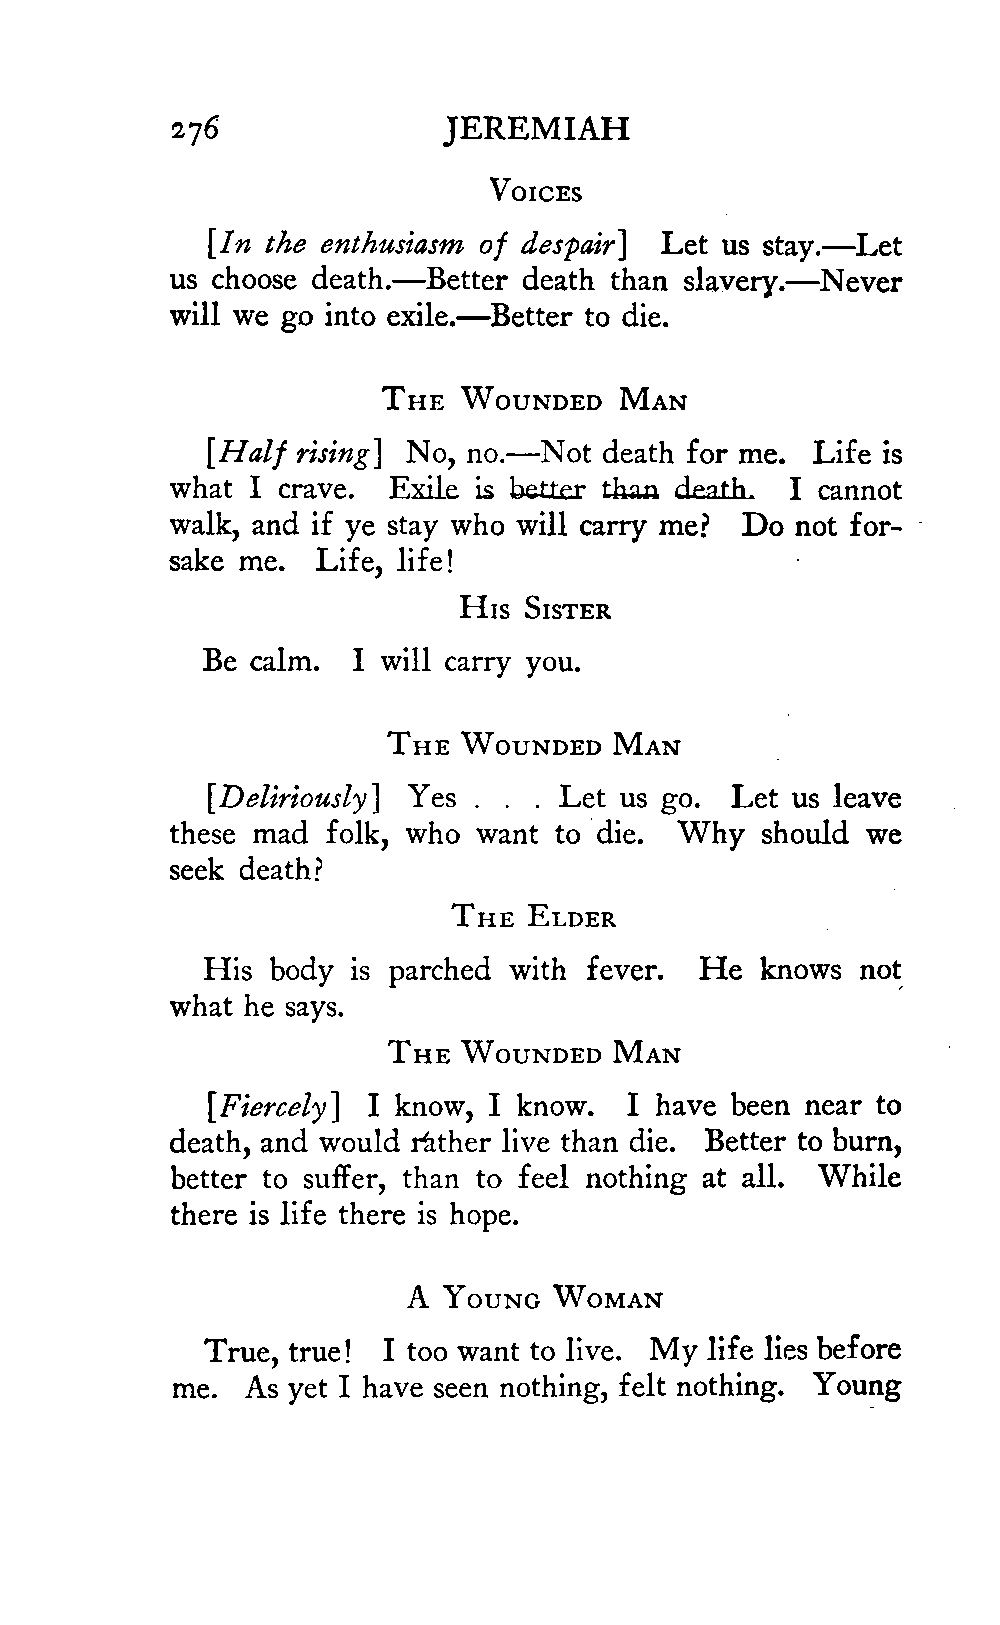 276 JEREMIAH
VOICES
[In the enthusiasm of despair] Let us stay.—Let
us choose death.—Better death than slavery.—Never
will we go into exile.—Better to die.
THE WOUNDED MAN
[Half rising] No, no.—Not death for me. Life is
what I crave. Exile is better than death. I cannot
walk, and if ye stay who will carry me? Do not for-
sake me. Life, life!
HIS SISTER
Be calm. I will carry you.
THE WOUNDED MAN
[Deliriously] Yes . . . Let us go. Let us leave
these mad folk, who want to die. Why should we
seek death?
THE ELDER
His body is parched with fever. He knows not
what he says.
THE WOUNDED MAN
[Fiercely] I know, I know. I have been near to
death, and would rather live than die. Better to burn,
better to suffer, than to feel nothing at all. While
there is life there is hope.
A YOUNG WOMAN
True, true! I too want to live. My life lies before
me. As yet I have seen nothing, felt nothing. Young